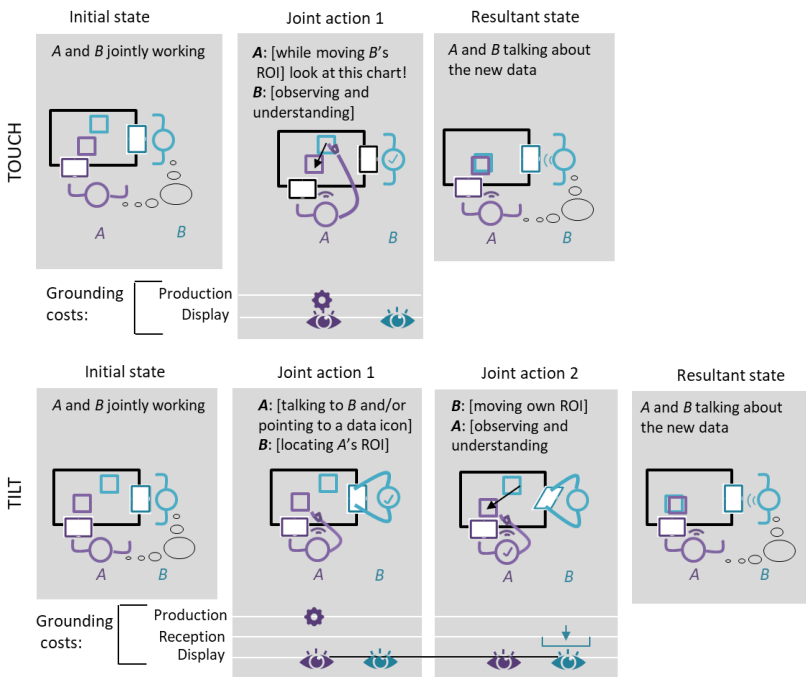 Initial state
Joint action 1
Resultant state
TOUCH
A and B jointly working
A: [while moving B's
ROI] look at this chart!
B: [observing and
understanding]
A and B talking about
the new data
A
B
A
B
A
B
Grounding
costs:
Production
Display
Initial state
Joint action 1
Joint action 2
Resultant state
TILT
A and B jointly working
A: [talking to B and/or
pointing to a data icon]
B: [locating A's ROI]
B: [moving own ROI]
A: [observing and
understanding
A and B talking about
the new data
A
B
A
B
A
B
A
B
Grounding
costs:
Production
Reception
Display